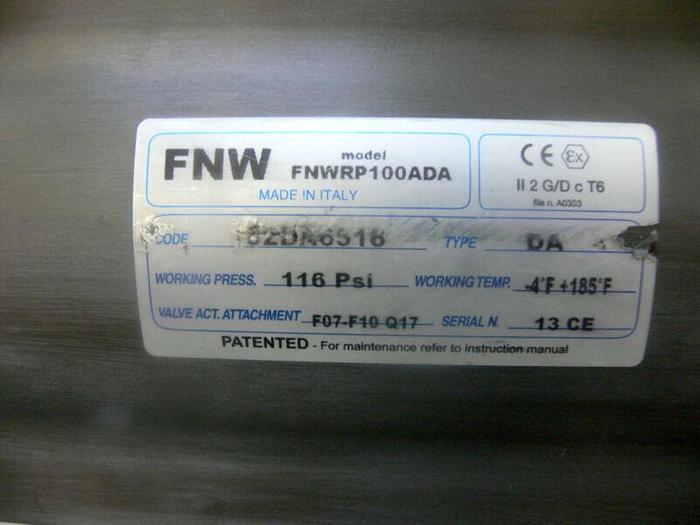 FNW
model
FNWRP100ADA
MADE IN ITALY
CE Ex
II 2 G/D c T6
file n. A0303
CODE TYPE DA
WORKING PRESS. 116 Psi WORKING TEMP. -4°F +185°F
VALVE ACT. ATTACHMENT F07-F10 Q17 SERIAL N. 13 CE
PATENTED - For maintenance refer to instruction manual